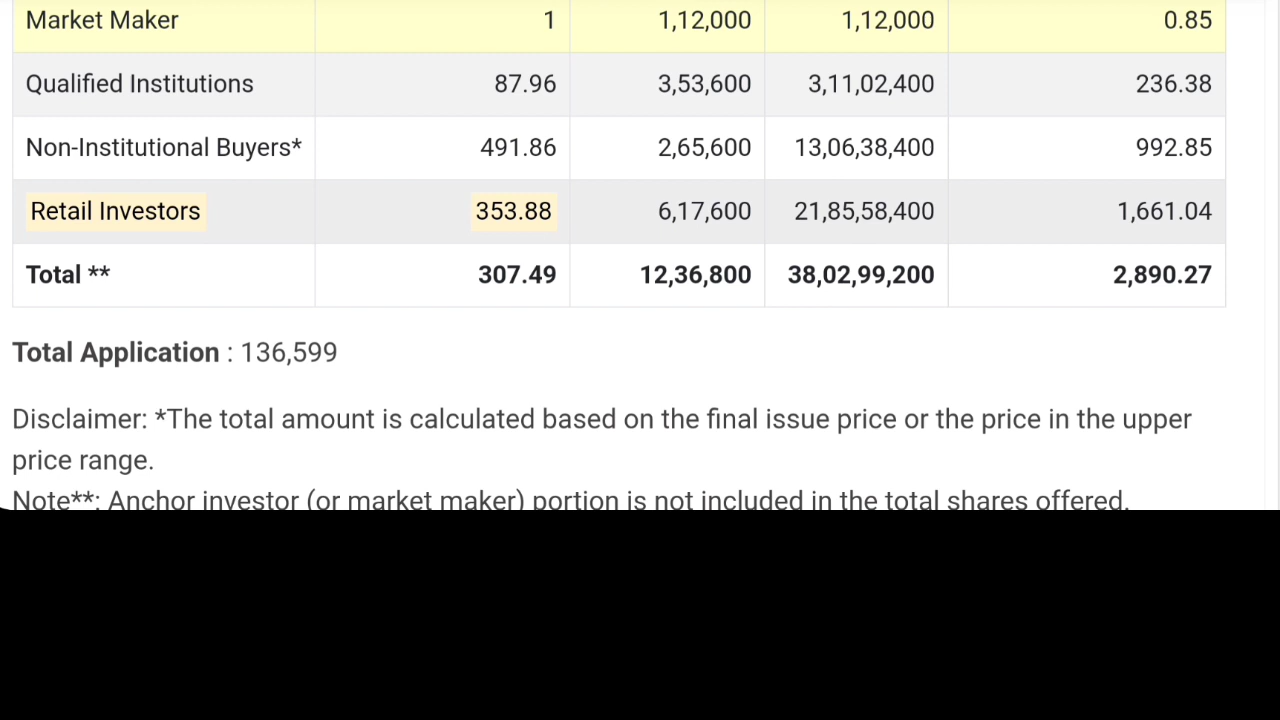 Market Maker 1 1,12,000 1,12,000 0.85
Qualified Institutions 87.96 3,53,600 3,11,02,400 236.38
Non-Institutional Buyers* 491.86 2,65,600 13,06,38,400 992.85
Retail Investors 353.88 6,17,600 21,85,58,400 1,661.04
Total ** 307.49 12,36,800 38,02,99,200 2,890.27
Total Application : 136,599
Disclaimer: *The total amount is calculated based on the final issue price or the price in the upper
price range.
Note**: Anchor investor (or market maker) portion is not included in the total shares offered.